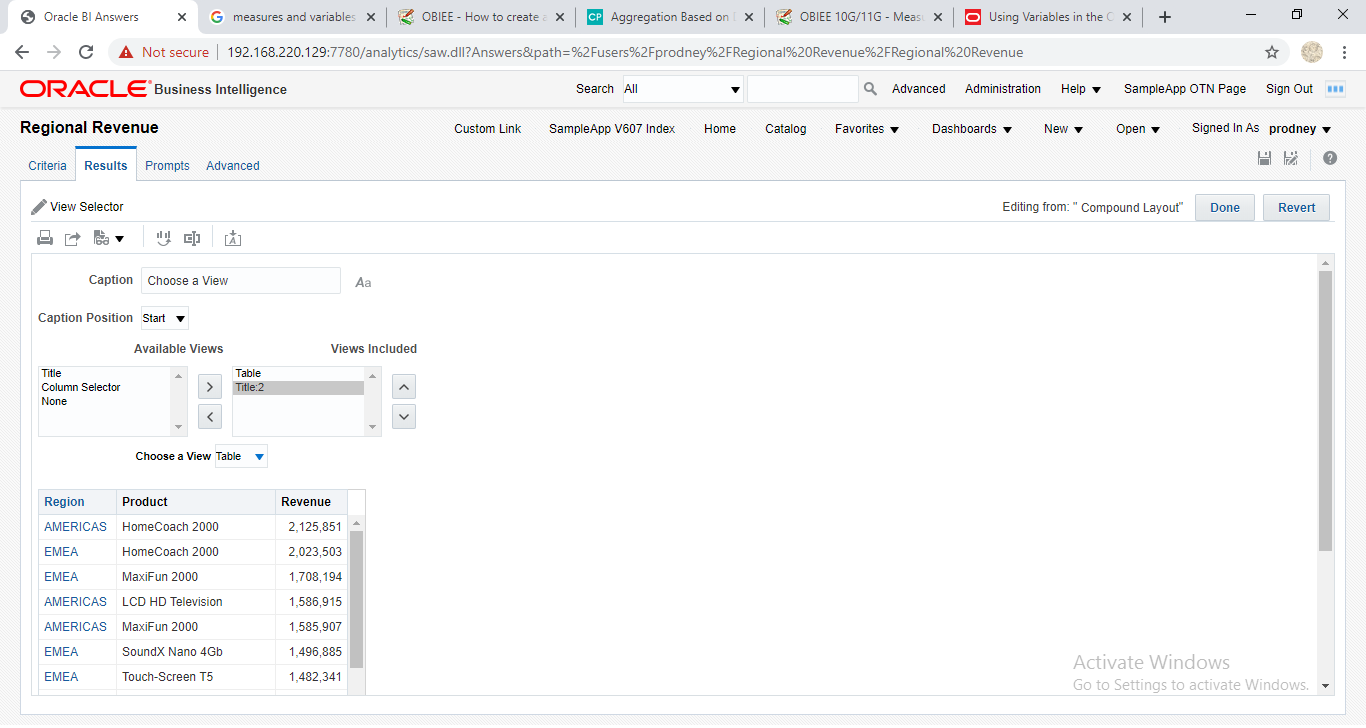 Oracle BI Answers
measures and variables
OBIEE - How to create a
Aggregation Based on
OBIEE 10G/11G - Meas
Using Variables in the C
Not secure
192.168.220.129:7780/analytics/saw.dll?Answers&path=%2Fusers%2Fprodney%2FRegional%20Revenue%2FRegional%20Revenue
ORACLE Business Intelligence
Search All Advanced Administration Help SampleApp OTN Page Sign Out
Regional Revenue
Custom Link SampleApp V607 Index Home Catalog Favorites Dashboards New Open Signed In As prodney
Criteria Results Prompts Advanced
View Selector
Editing from: " Compound Layout" Done Revert
Caption Choose a View Aa
Caption Position Start
Available Views Views Included
Title Table
Column Selector Title:2
None
Choose a View Table
Region Product Revenue
AMERICAS HomeCoach 2000 2,125,851
EMEA HomeCoach 2000 2,023,503
EMEA MaxiFun 2000 1,708,194
AMERICAS LCD HD Television 1,586,915
AMERICAS MaxiFun 2000 1,585,907
EMEA SoundX Nano 4Gb 1,496,885
EMEA Touch-Screen T5 1,482,341
Activate Windows
Go to Settings to activate Windows.